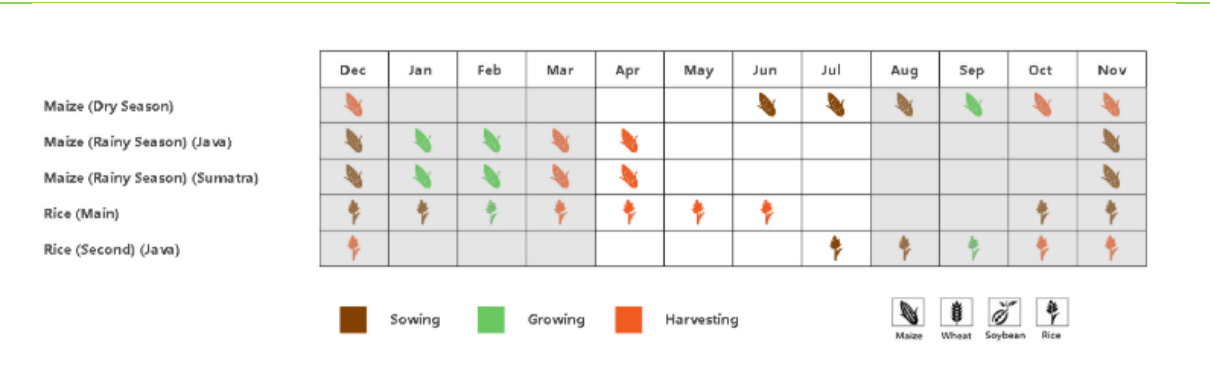 Dec Jan Feb Mar Apr May Jun Jul Aug Sep Oct Nov
Maize (Dry Season)
Maize (Rainy Season) (Java)
Maize (Rainy Season) (Sumatra)
Rice (Main)
Rice (Second) (Java)
Sowing Growing Harvesting
Maize Wheat Soybean Rice